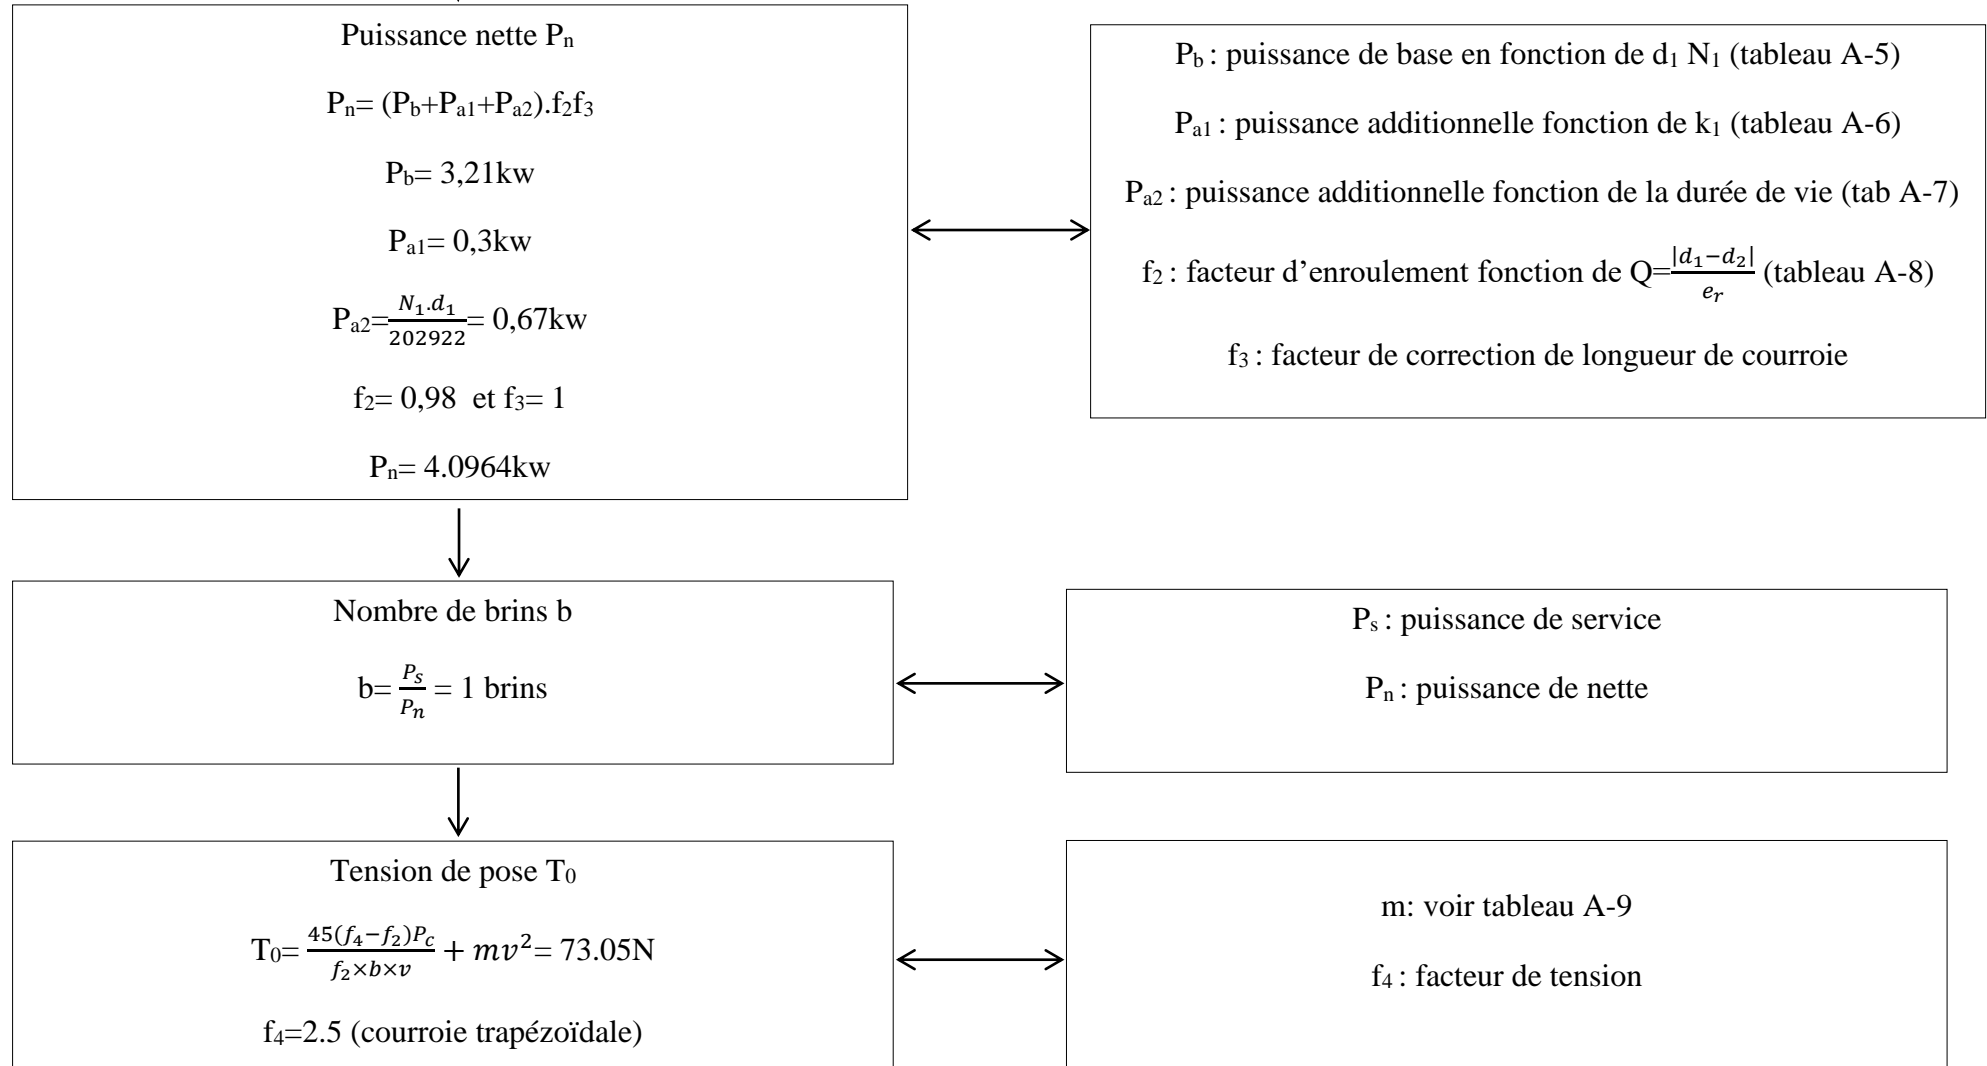 Puissance nette Pn
Pn= (Pb+Pa1+Pa2).f2f3
Pb= 3,21kw
Pa1= 0,3kw
Pa2=N1.d1/202922= 0,67kw
f2= 0,98 et f3= 1
Pn= 4.0964kw
Pb : puissance de base en fonction de d1 N1 (tableau A-5)
Pa1 : puissance additionnelle fonction de k1 (tableau A-6)
Pa2 : puissance additionnelle fonction de la durée de vie (tab A-7)
f2 : facteur d’enroulement fonction de Q=|d1−d2|/er (tableau A-8)
f3 : facteur de correction de longueur de courroie
Nombre de brins b
b= Ps/Pn = 1 brins
Ps : puissance de service
Pn : puissance de nette
Tension de pose T0
T0= 45(f4−f2)Pc/f2×b×v + mv²= 73.05N
f4=2.5 (courroie trapézoïdale)
m: voir tableau A-9
f4 : facteur de tension